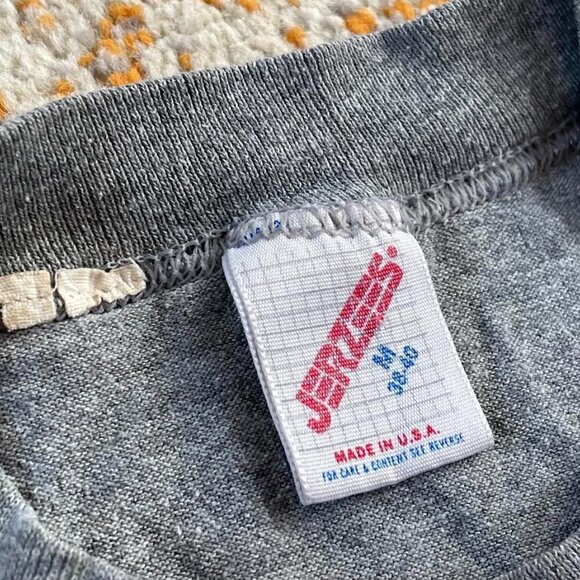 JERZEES®
M
38-40
MADE IN U.S.A.
FOR CARE & CONTENT SEE REVERSE